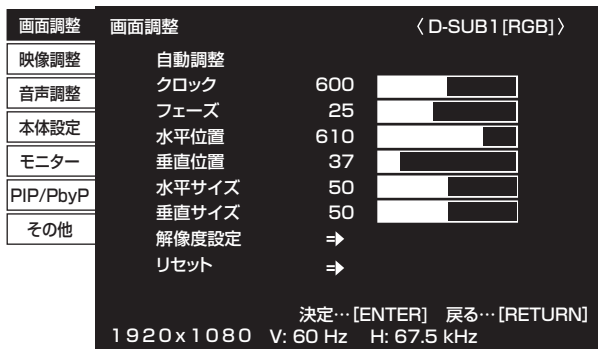 画面調整
映像調整
音声調整
本体設定
モニター
PIP/PbyP
その他
画面調整 〈D-SUB1[RGB]〉
自動調整
クロック 600
フェーズ 25
水平位置 610
垂直位置 37
水平サイズ 50
垂直サイズ 50
解像度設定 ⇒
リセット ⇒
決定…[ENTER] 戻る…[RETURN]
1920x1080 V: 60 Hz H: 67.5 kHz